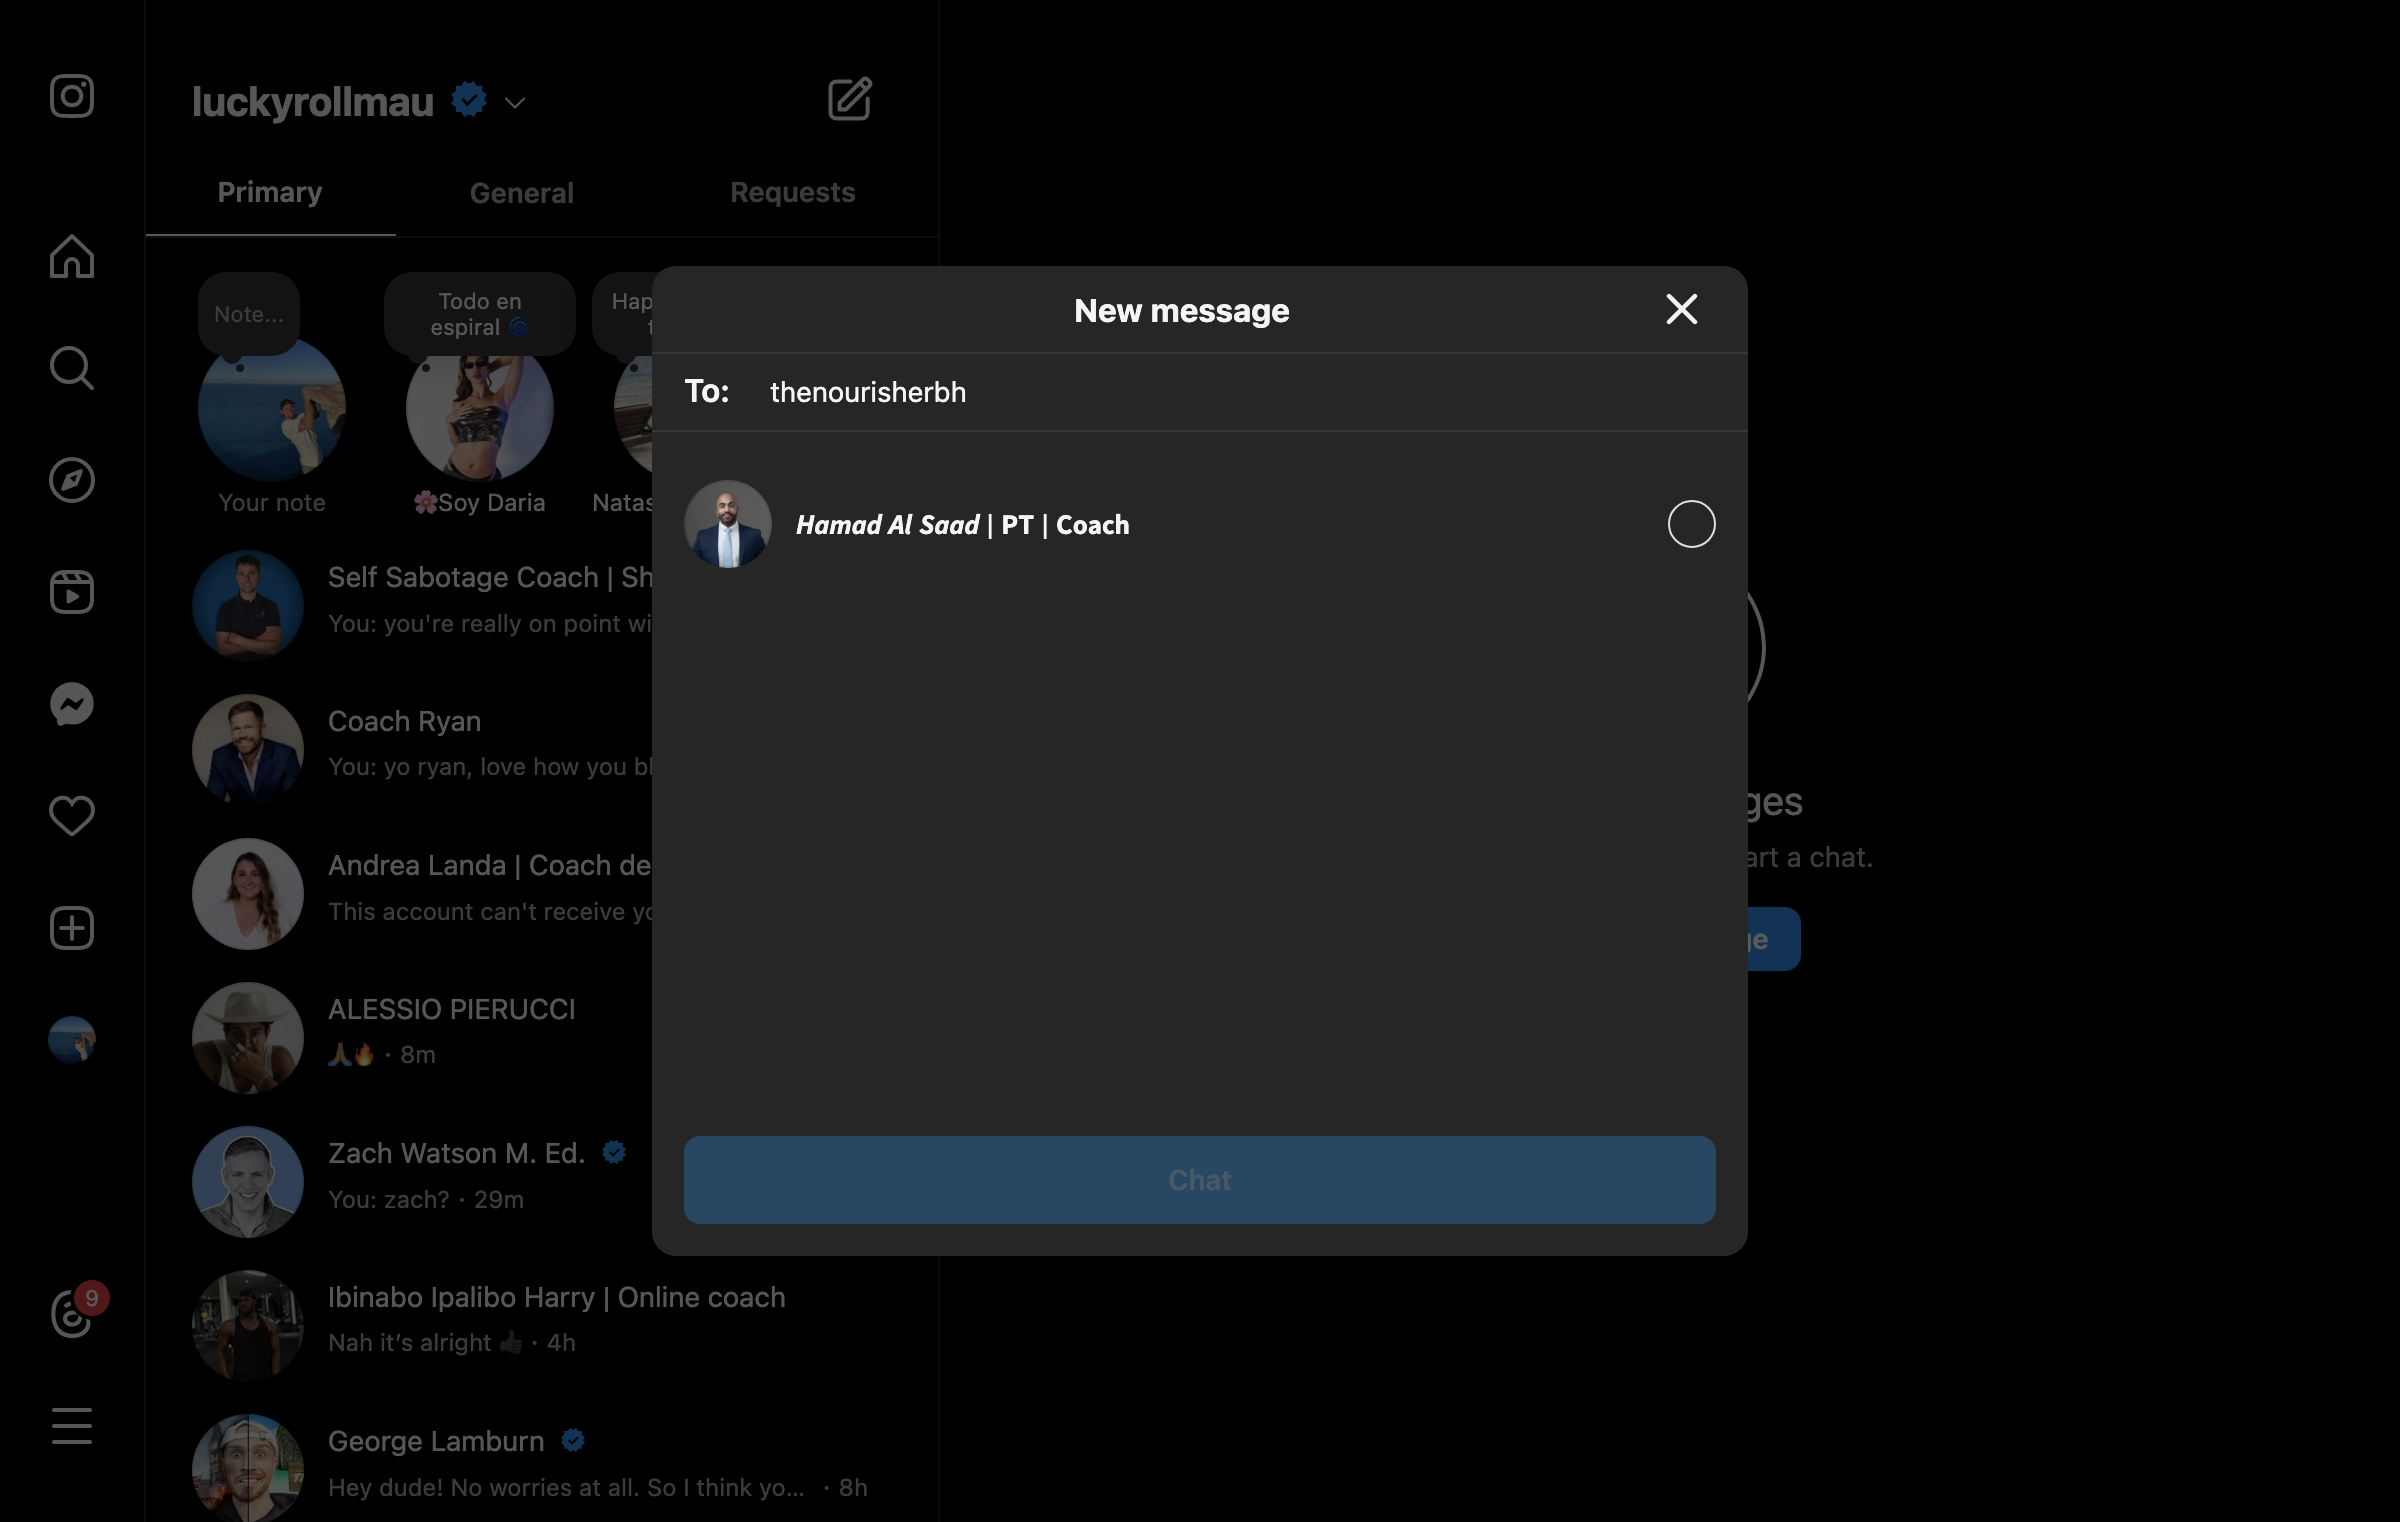 luckyrollmau
Primary
General
Requests
Note...
Todo en
espiral 🌀
Hap
Your note
🌸Soy Daria
Natas
Self Sabotage Coach | Sh
You: you're really on point wi
Coach Ryan
You: yo ryan, love how you bl
Andrea Landa | Coach de
This account can't receive yo
ALESSIO PIERUCCI
🙏🏽🔥 · 8m
Zach Watson M. Ed.
You: zach? · 29m
Ibinabo Ipalibo Harry | Online coach
Nah it’s alright 👍🏿 · 4h
George Lamburn
Hey dude! No worries at all. So I think yo... · 8h
9
New message
To: thenourisherbh
Hamad Al Saad | PT | Coach
Chat
ges
art a chat.
ge